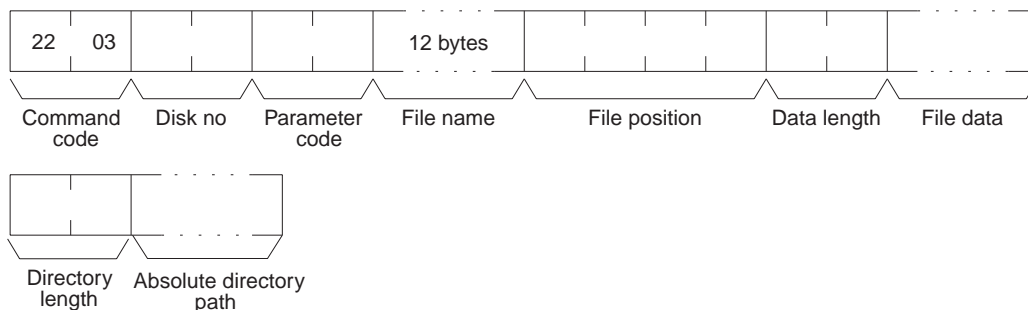 22 03 12 bytes
Command code Disk no Parameter code File name File position Data length File data
Directory length Absolute directory path